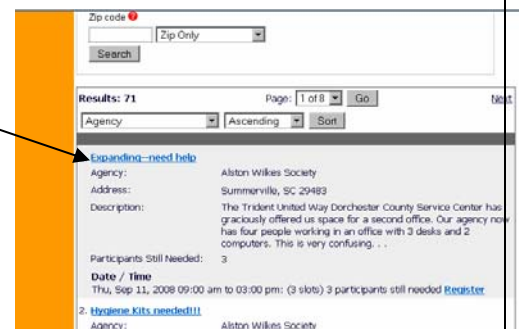 Zip code ?
Zip Only
Search
Results: 71 Page: 1 of 8 Go Next
Agency Ascending Sort
Expanding--need help
Agency: Alston Wilkes Society
Address: Summerville, SC 29483
Description: The Trident United Way Dorchester County Service Center has
graciously offered us space for a second office. Our agency now
has four people working in an office with 3 desks and 2
computers. This is very confusing. . .
Participants Still Needed: 3
Date / Time
Thu, Sep 11, 2008 09:00 am to 03:00 pm: (3 slots) 3 participants still needed Register
2. Hygiene Kits needed!!!
Agency: Alston Wilkes Society